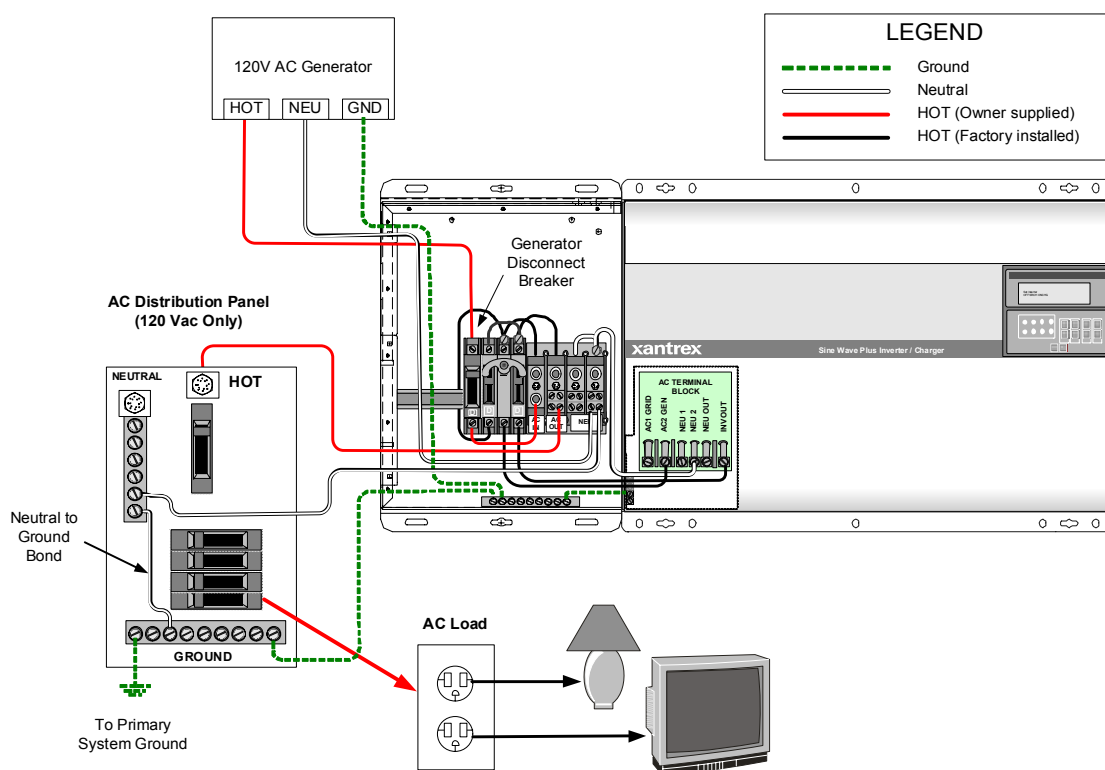 LEGEND
Ground
Neutral
HOT (Owner supplied)
HOT (Factory installed)
120V AC Generator
HOT
NEU
GND
Generator
Disconnect
Breaker
AC Distribution Panel
(120 Vac Only)
NEUTRAL
HOT
xantrex
Sine Wave Plus Inverter / Charger
AC TERMINAL
BLOCK
AC1 GRID
AC2 GEN
NEU 1
NEU 2
NEU OUT
INV OUT
OUT
Neutral to
Ground
Bond
GROUND
AC Load
To Primary
System Ground